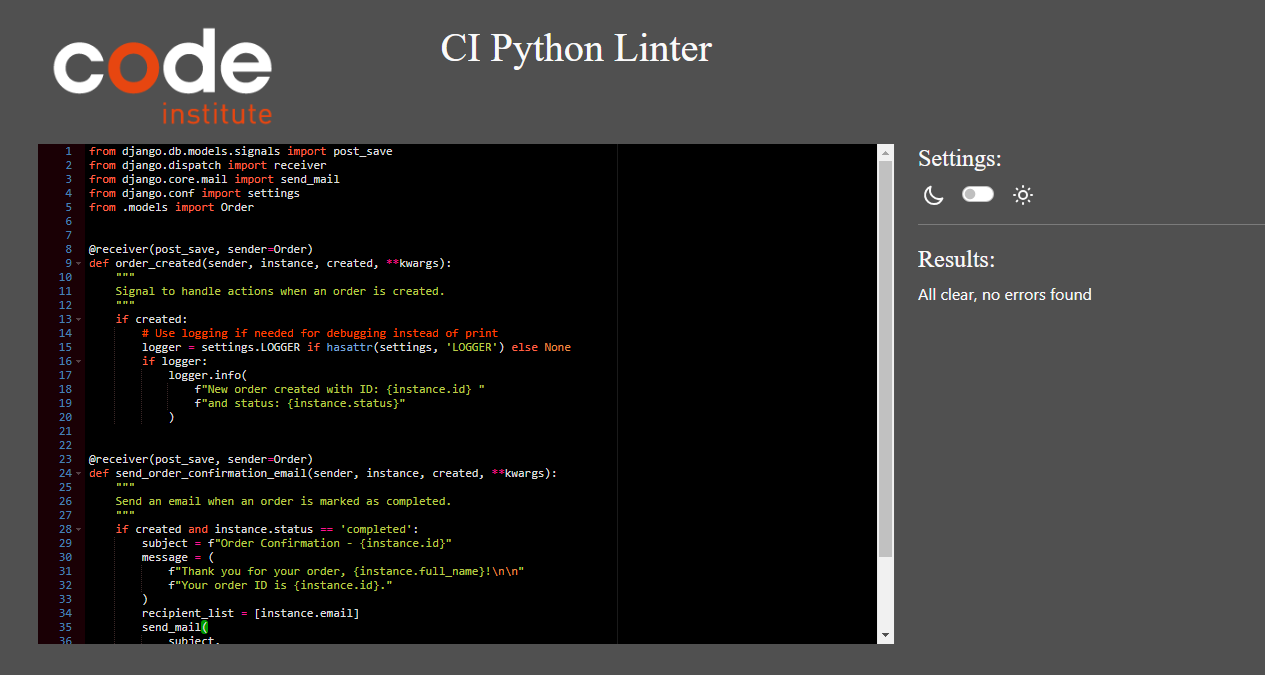 code
institute
CI Python Linter
1 from django.db.models.signals import post_save
2 from django.dispatch import receiver
3 from django.core.mail import send_mail
4 from django.conf import settings
5 from .models import Order
6
7
8 @receiver(post_save, sender=Order)
9 def order_created(sender, instance, created, **kwargs):
10     """
11     Signal to handle actions when an order is created.
12     """
13     if created:
14         # Use logging if needed for debugging instead of print
15         logger = settings.LOGGER if hasattr(settings, 'LOGGER') else None
16         if logger:
17             logger.info(
18                 f"New order created with ID: {instance.id} "
19                 f"and status: {instance.status}"
20             )
21
22
23 @receiver(post_save, sender=Order)
24 def send_order_confirmation_email(sender, instance, created, **kwargs):
25     """
26     Send an email when an order is marked as completed.
27     """
28     if created and instance.status == 'completed':
29         subject = f"Order Confirmation - {instance.id}"
30         message = (
31             f"Thank you for your order, {instance.full_name}!\n\n"
32             f"Your order ID is {instance.id}."
33         )
34         recipient_list = [instance.email]
35         send_mail(
36             subject,
Settings:
Results:
All clear, no errors found